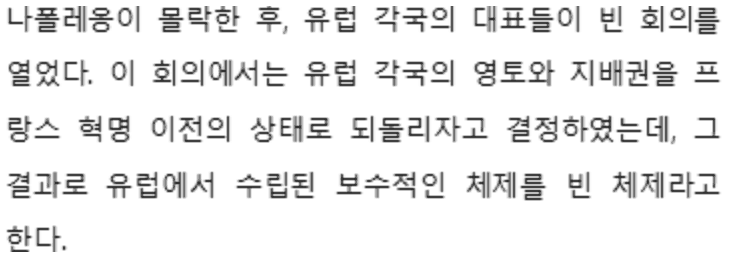 나폴레옹이 몰락한 후, 유럽 각국의 대표들이 빈 회의를
열었다. 이 회의에서는 유럽 각국의 영토와 지배권을 프
랑스 혁명 이전의 상태로 되돌리자고 결정하였는데, 그
결과로 유럽에서 수립된 보수적인 체제를 빈 체제라고
한다.